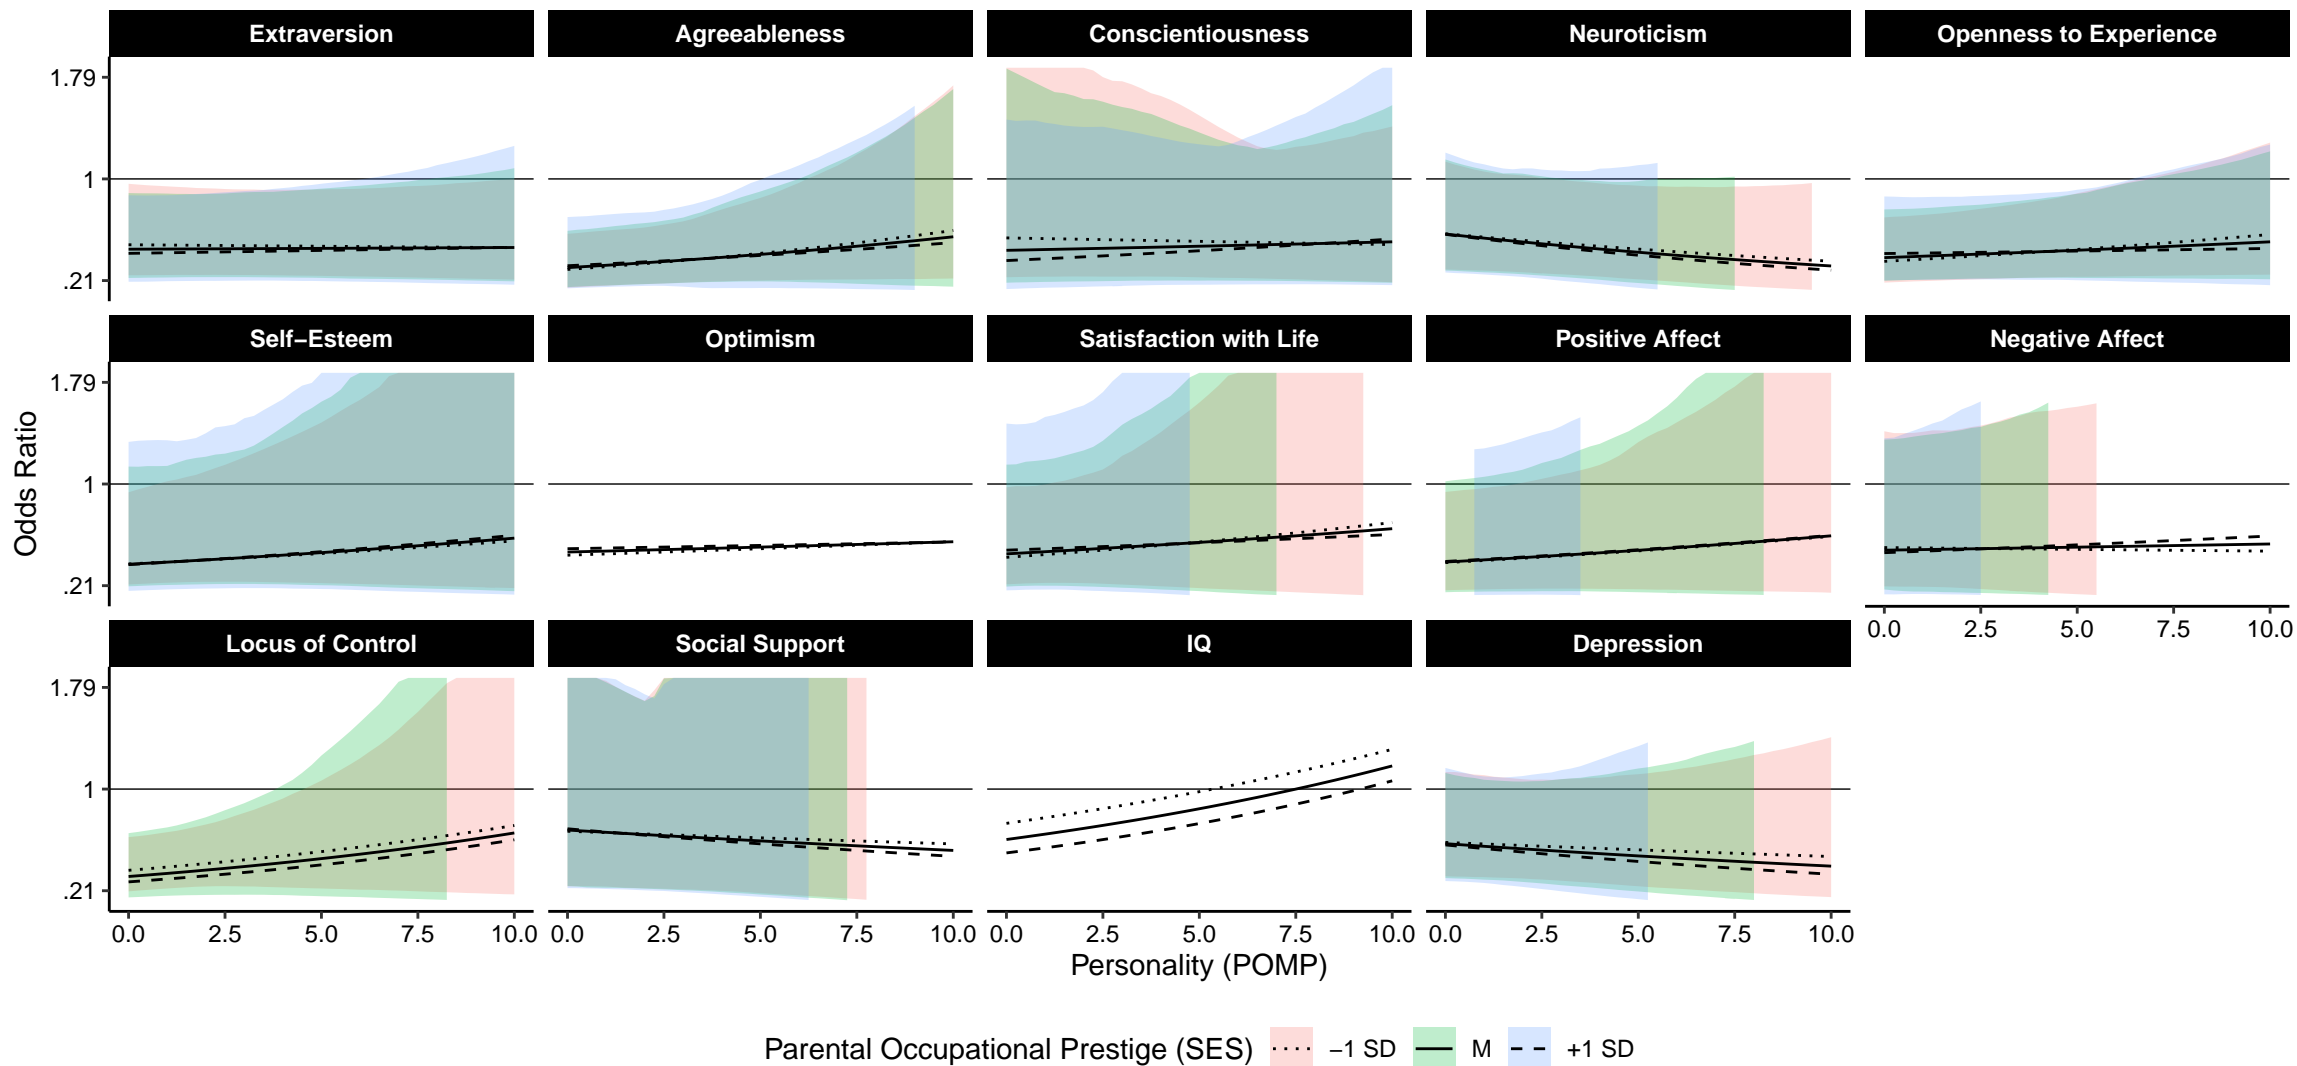 Extraversion Agreeableness Conscientiousness Neuroticism Openness to Experience
1.79
1
.21
Self−Esteem Optimism Satisfaction with Life Positive Affect Negative Affect
1.79
1
.21
0.0 2.5 5.0 7.5 10.0
Locus of Control Social Support IQ Depression
1.79
1
.21
0.0 2.5 5.0 7.5 10.0 0.0 2.5 5.0 7.5 10.0 0.0 2.5 5.0 7.5 10.0 0.0 2.5 5.0 7.5 10.0
Odds Ratio
Personality (POMP)
Parental Occupational Prestige (SES) −1 SD M +1 SD